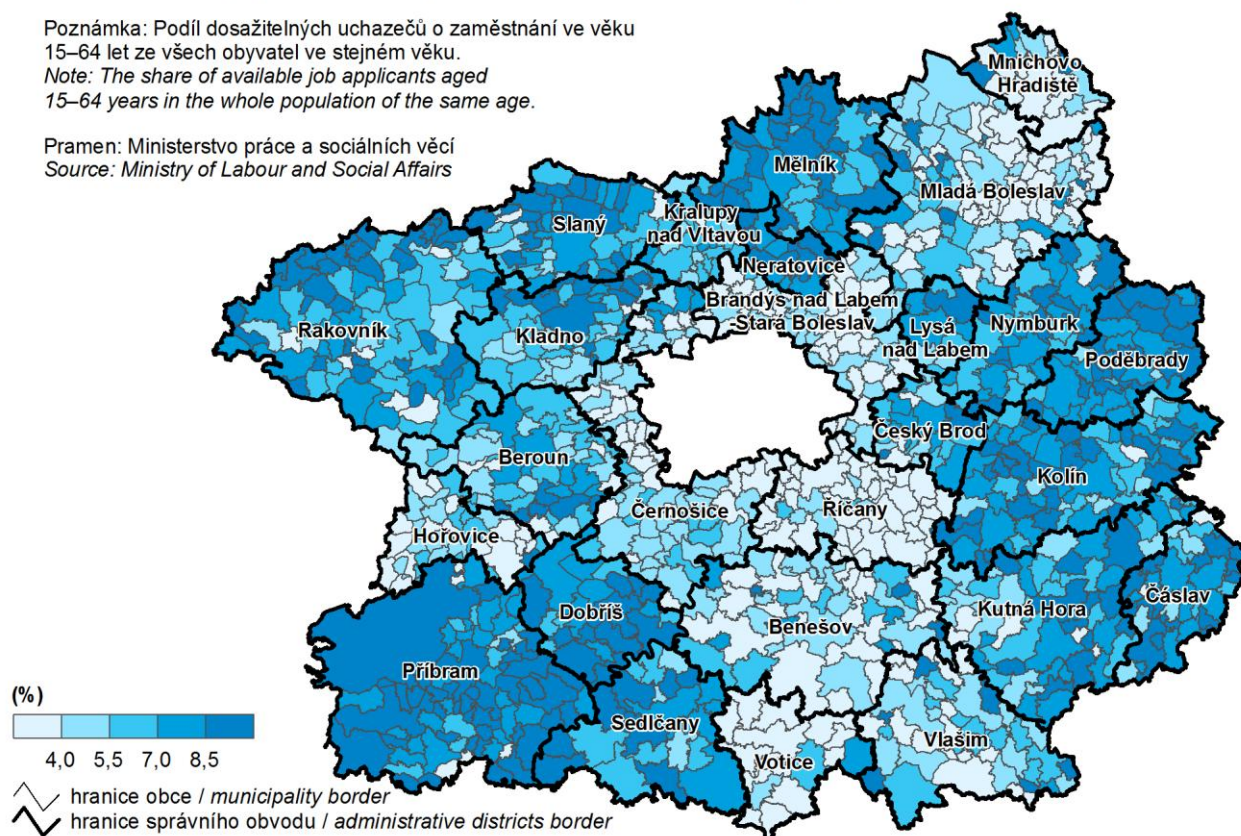 Poznámka: Podíl dosažitelných uchazečů o zaměstnání ve věku
15–64 let ze všech obyvatel ve stejném věku.
Note: The share of available job applicants aged
15–64 years in the whole population of the same age.
Pramen: Ministerstvo práce a sociálních věcí
Source: Ministry of Labour and Social Affairs
Mnichovo
Hradiště
Mělník
Mladá Boleslav
Slaný
Kralupy
nad Vltavou
Neratovice
Brandýs nad Labem
-Stará Boleslav
Rakovník
Kladno
Lysá
nad Labem
Nymburk
Poděbrady
Český Brod
Beroun
Kolín
Černošice
Říčany
Hořovice
Dobříš
Benešov
Kutná Hora
Čáslav
Příbram
Sedlčany
Votice
Vlašim
(%)
4,0 5,5 7,0 8,5
hranice obce / municipality border
hranice správního obvodu / administrative districts border